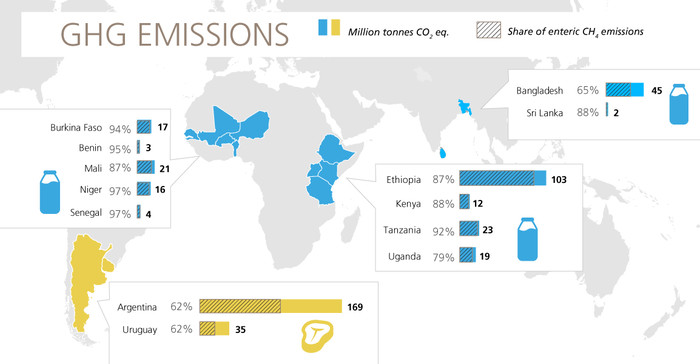 GHG EMISSIONS
Million tonnes CO₂ eq.
Share of enteric CH₄ emissions
Bangladesh 65% 45
Sri Lanka 88% 2
Burkina Faso 94% 17
Benin 95% 3
Mali 87% 21
Niger 97% 16
Senegal 97% 4
Ethiopia 87% 103
Kenya 88% 12
Tanzania 92% 23
Uganda 79% 19
Argentina 62% 169
Uruguay 62% 35